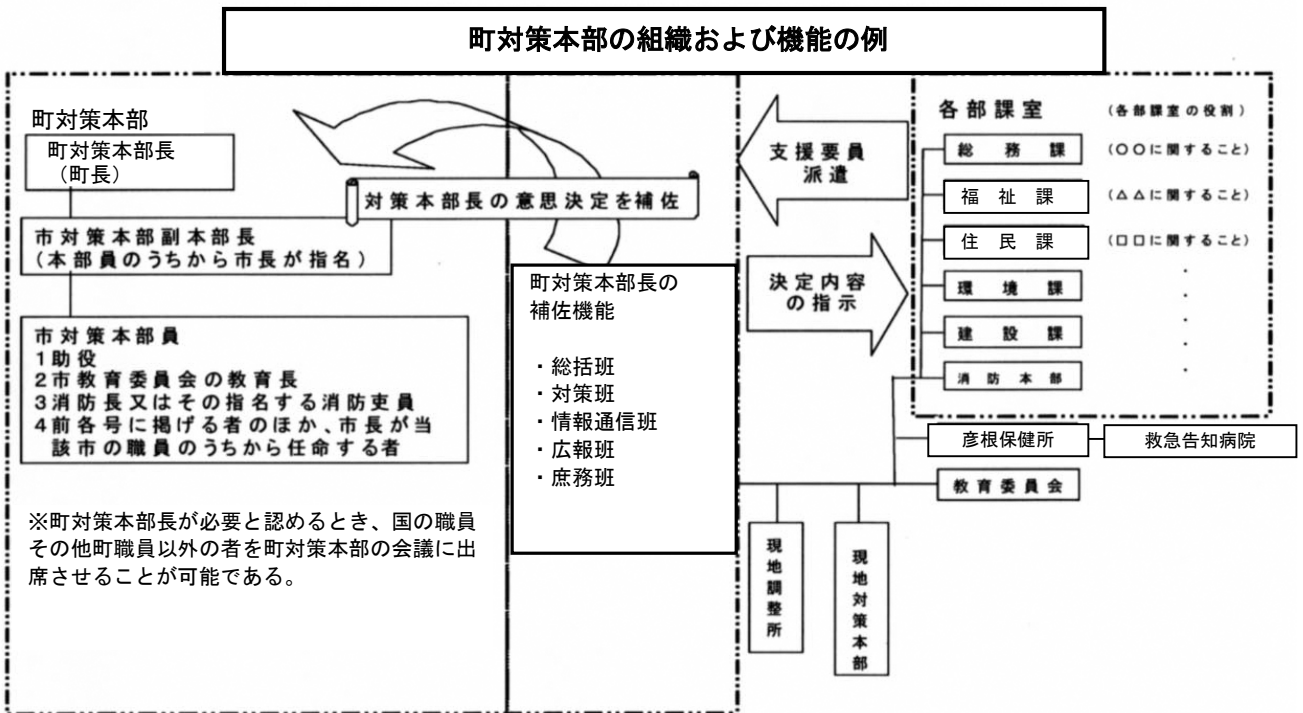 町対策本部の組織および機能の例
町対策本部
町対策本部長
(町長)
対策本部長の意思決定を補佐
市対策本部副本部長
(本部員のうちから市長が指名)
市対策本部員
1助役
2市教育委員会の教育長
3消防長又はその指名する消防吏員
4前各号に掲げる者のほか、市長が当
該市の職員のうちから任命する者
※町対策本部長が必要と認めるとき、国の職員
その他町職員以外の者を町対策本部の会議に出
席させることが可能である。
町対策本部長の
補佐機能
・総括班
・対策班
・情報通信班
・広報班
・庶務班
支援要員
派遣
決定内容
の指示
各部課室 (各部課室の役割)
総務課 (〇〇に関すること)
福祉課 (△△に関すること)
住民課 (□□に関すること)
環境課
建設課
消防本部
彦根保健所
救急告知病院
教育委員会
現地調整所
現地対策本部